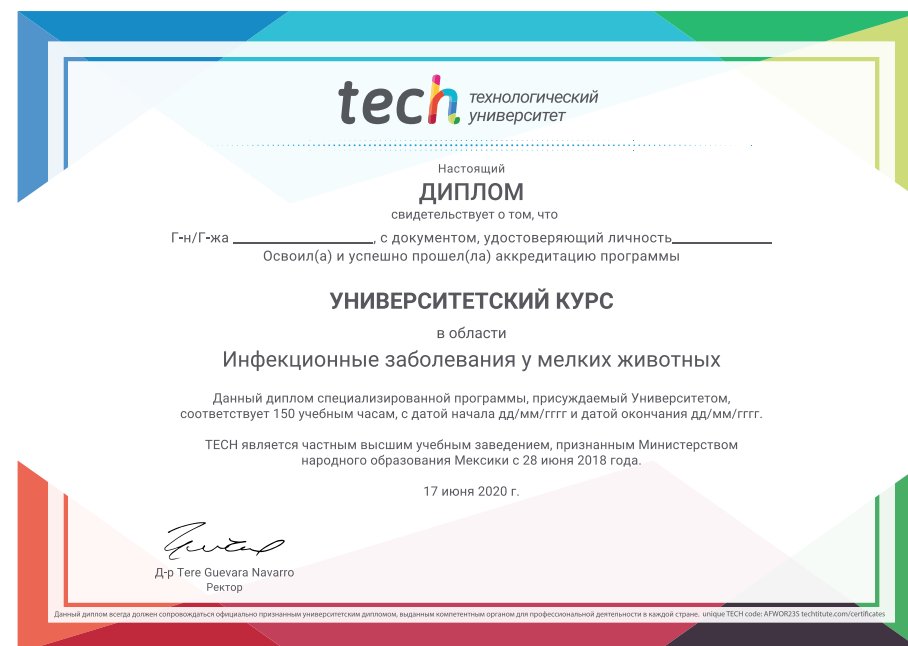 tech технологический
университет
Настоящий
ДИПЛОМ
свидетельствует о том, что
Г-н/Г-жа ____________, с документом, удостоверяющий личность____________
Освоил(а) и успешно прошел(ла) аккредитацию программы
УНИВЕРСИТЕТСКИЙ КУРС
в области
Инфекционные заболевания у мелких животных
Данный диплом специализированной программы, присуждаемый Университетом,
соответствует 150 учебным часам, с датой начала дд/мм/гггг и датой окончания дд/мм/гггг.
TECH является частным высшим учебным заведением, признанным Министерством
народного образования Мексики с 28 июня 2018 года.
17 июня 2020 г.
Д-р Tere Guevara Navarro
Ректор
Данный диплом всегда должен сопровождаться официально признанным университетским дипломом, выданным компетентным органом для профессиональной деятельности в каждой стране. unique TECH code: AFWOR23S techtitute.com/certificates